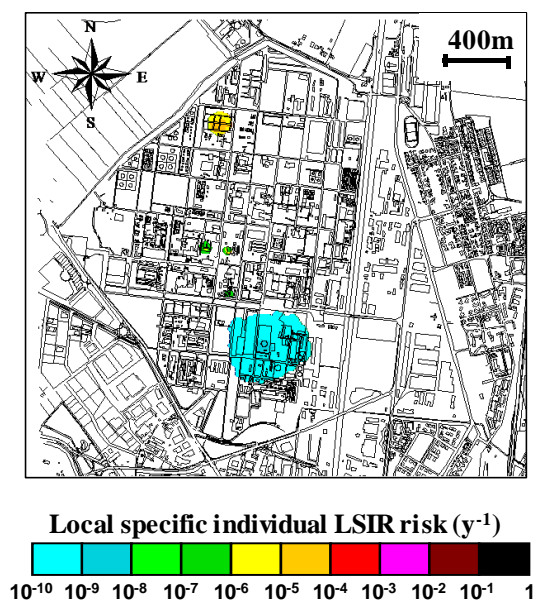 N
400m
W E
S
Local specific individual LSIR risk (y⁻¹)
10⁻¹⁰ 10⁻⁹ 10⁻⁸ 10⁻⁷ 10⁻⁶ 10⁻⁵ 10⁻⁴ 10⁻³ 10⁻² 10⁻¹ 1